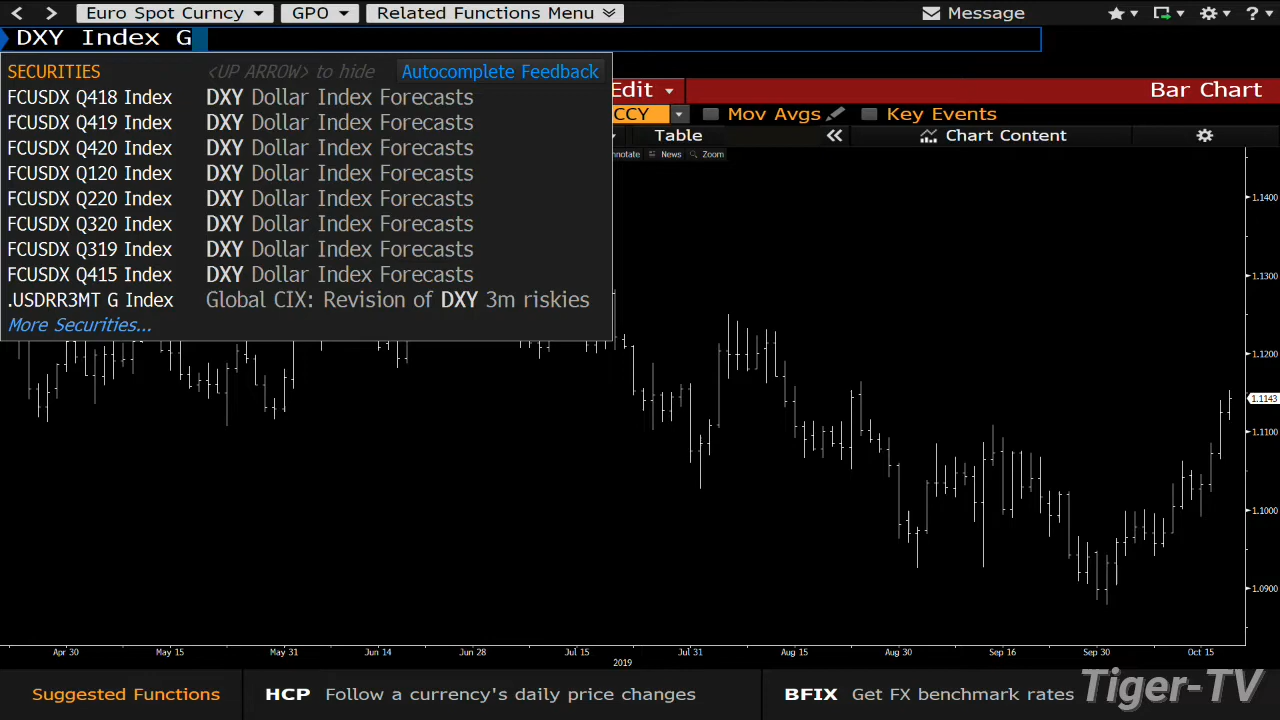 Euro Spot Curncy GPO Related Functions Menu Message ?
DXY Index G
SECURITIES <UP ARROW> to hide Autocomplete Feedback
FCUSDX Q418 Index DXY Dollar Index Forecasts
FCUSDX Q419 Index DXY Dollar Index Forecasts
FCUSDX Q420 Index DXY Dollar Index Forecasts
FCUSDX Q120 Index DXY Dollar Index Forecasts
FCUSDX Q220 Index DXY Dollar Index Forecasts
FCUSDX Q320 Index DXY Dollar Index Forecasts
FCUSDX Q319 Index DXY Dollar Index Forecasts
FCUSDX Q415 Index DXY Dollar Index Forecasts
.USDRR3MT G Index Global CIX: Revision of DXY 3m riskies
More Securities...
Edit Bar Chart
CCY Mov Avgs Key Events
Table Chart Content
nnotate News Zoom
1.1400
1.1300
1.1200
1.1143
1.1100
1.1000
1.0900
Apr 30 May 15 May 31 Jun 14 Jun 28 Jul 15 Jul 31 Aug 15 Aug 30 Sep 16 Sep 30 Oct 15
2019
Suggested Functions HCP Follow a currency's daily price changes BFIX Get FX benchmark rates
Tiger-TV